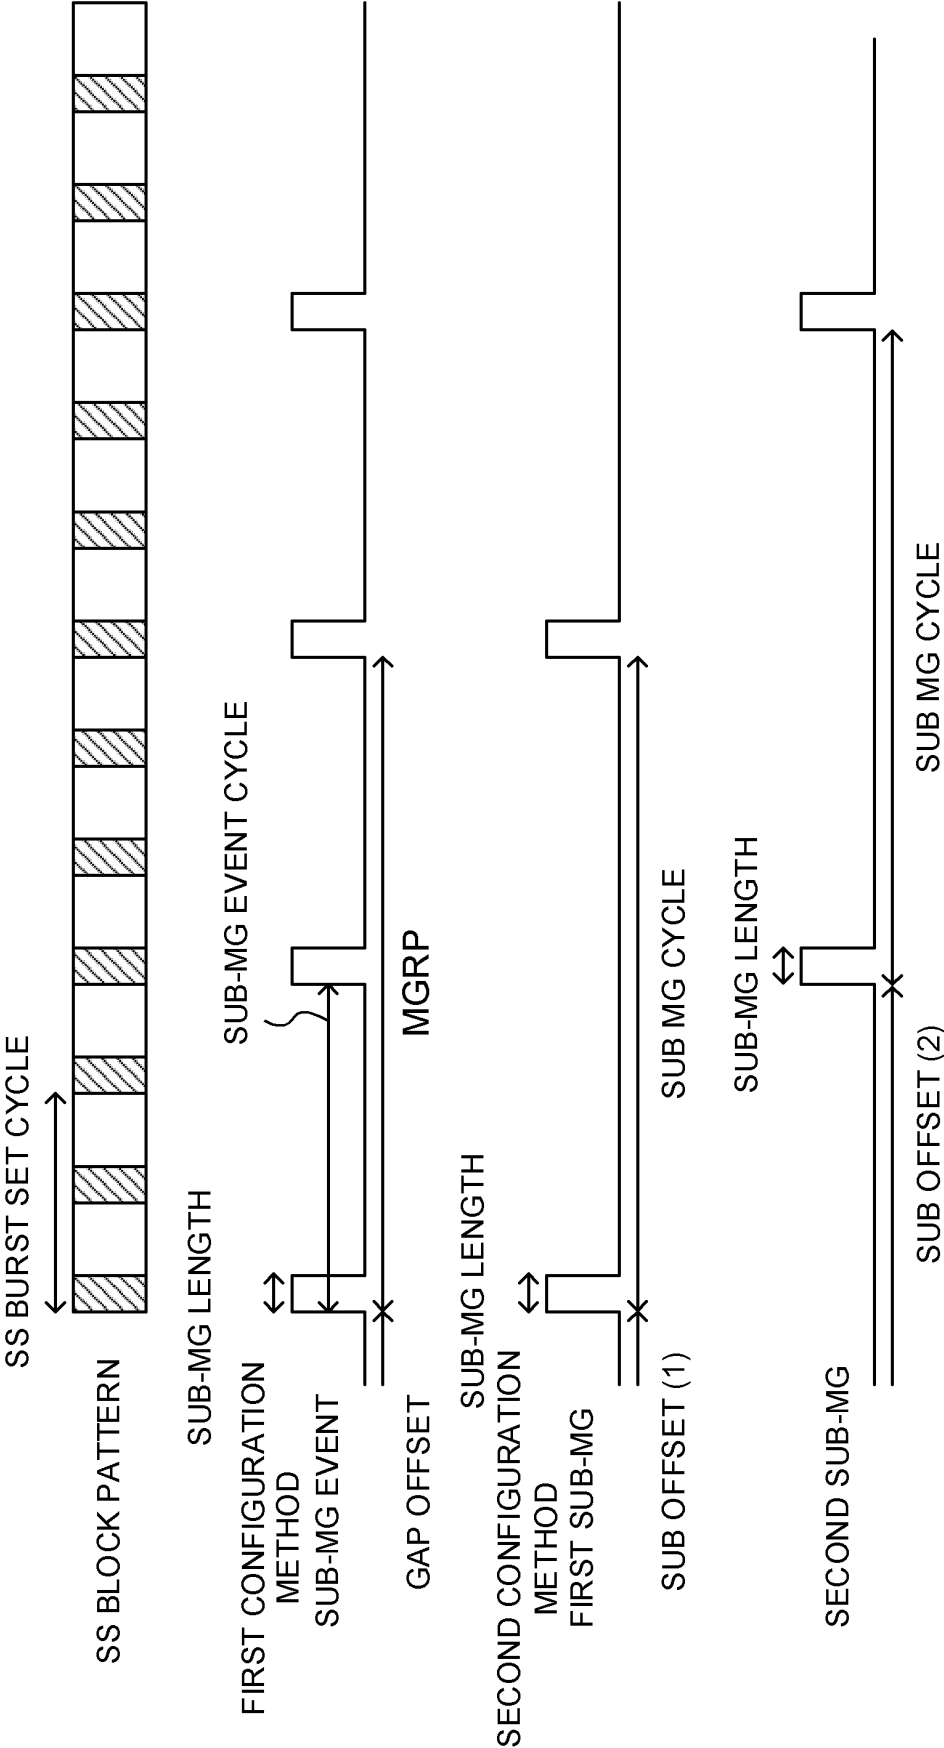 SS BURST SET CYCLE
SS BLOCK PATTERN
SUB-MG LENGTH
SUB-MG EVENT CYCLE
FIRST CONFIGURATION
METHOD
SUB-MG EVENT
MGRP
GAP OFFSET
SUB-MG LENGTH
SECOND CONFIGURATION
METHOD
FIRST SUB-MG
SUB MG CYCLE
SUB OFFSET (1)
SUB-MG LENGTH
SECOND SUB-MG
SUB OFFSET (2)
SUB MG CYCLE